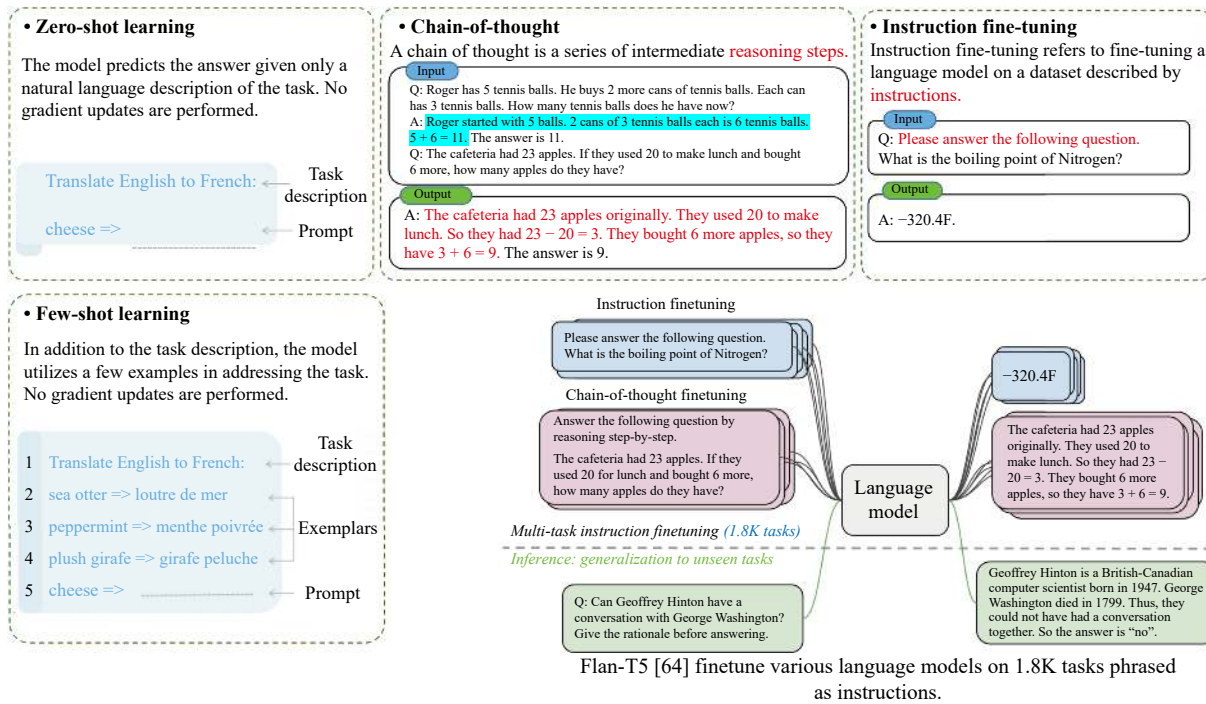 • Zero-shot learning
The model predicts the answer given only a
natural language description of the task. No
gradient updates are performed.
Translate English to French:
Task
description
cheese =>
Prompt
• Chain-of-thought
A chain of thought is a series of intermediate reasoning steps.
Input
Q: Roger has 5 tennis balls. He buys 2 more cans of tennis balls. Each can
has 3 tennis balls. How many tennis balls does he have now?
A: Roger started with 5 balls. 2 cans of 3 tennis balls each is 6 tennis balls.
5 + 6 = 11. The answer is 11.
Q: The cafeteria had 23 apples. If they used 20 to make lunch and bought
6 more, how many apples do they have?
Output
A: The cafeteria had 23 apples originally. They used 20 to make
lunch. So they had 23 − 20 = 3. They bought 6 more apples, so they
have 3 + 6 = 9. The answer is 9.
• Instruction fine-tuning
Instruction fine-tuning refers to fine-tuning a
language model on a dataset described by
instructions.
Input
Q: Please answer the following question.
What is the boiling point of Nitrogen?
Output
A: −320.4F.
• Few-shot learning
In addition to the task description, the model
utilizes a few examples in addressing the task.
No gradient updates are performed.
1 Translate English to French:
Task
description
2 sea otter => loutre de mer
3 peppermint => menthe poivrée
Exemplars
4 plush girafe => girafe peluche
5 cheese =>
Prompt
Instruction finetuning
Please answer the following question.
What is the boiling point of Nitrogen?
Chain-of-thought finetuning
Answer the following question by
reasoning step-by-step.
The cafeteria had 23 apples. If they
used 20 for lunch and bought 6 more,
how many apples do they have?
Language
model
−320.4F
The cafeteria had 23 apples
originally. They used 20 to
make lunch. So they had 23 −
20 = 3. They bought 6 more
apples, so they have 3 + 6 = 9.
Multi-task instruction finetuning (1.8K tasks)
Inference: generalization to unseen tasks
Q: Can Geoffrey Hinton have a
conversation with George Washington?
Give the rationale before answering.
Geoffrey Hinton is a British-Canadian
computer scientist born in 1947. George
Washington died in 1799. Thus, they
could not have had a conversation
together. So the answer is “no”.
Flan-T5 [64] finetune various language models on 1.8K tasks phrased
as instructions.